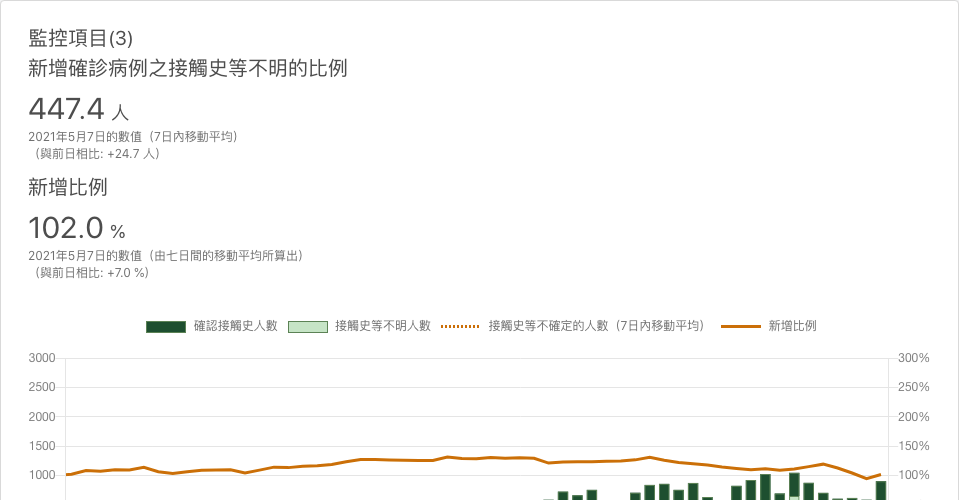 監控項目(3)
新增確診病例之接觸史等不明的比例
447.4 人
2021年5月7日的數值（7日內移動平均）
（與前日相比: +24.7 人）
新增比例
102.0 %
2021年5月7日的數值（由七日間的移動平均所算出）
（與前日相比: +7.0 %）
確認接觸史人數 接觸史等不明人數 接觸史等不確定的人數（7日內移動平均） 新增比例
3000 300%
2500 250%
2000 200%
1500 150%
1000 100%